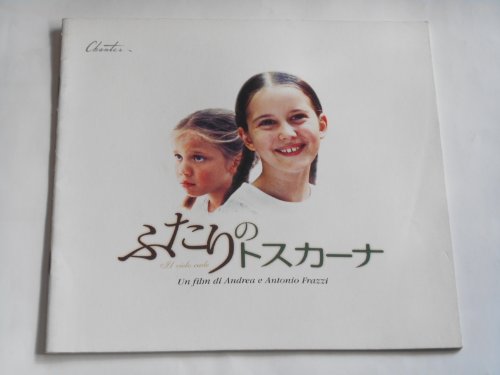 Chanter
ふたりの
トスカーナ
Il cielo cade
Un film di Andrea e Antonio Frazzi